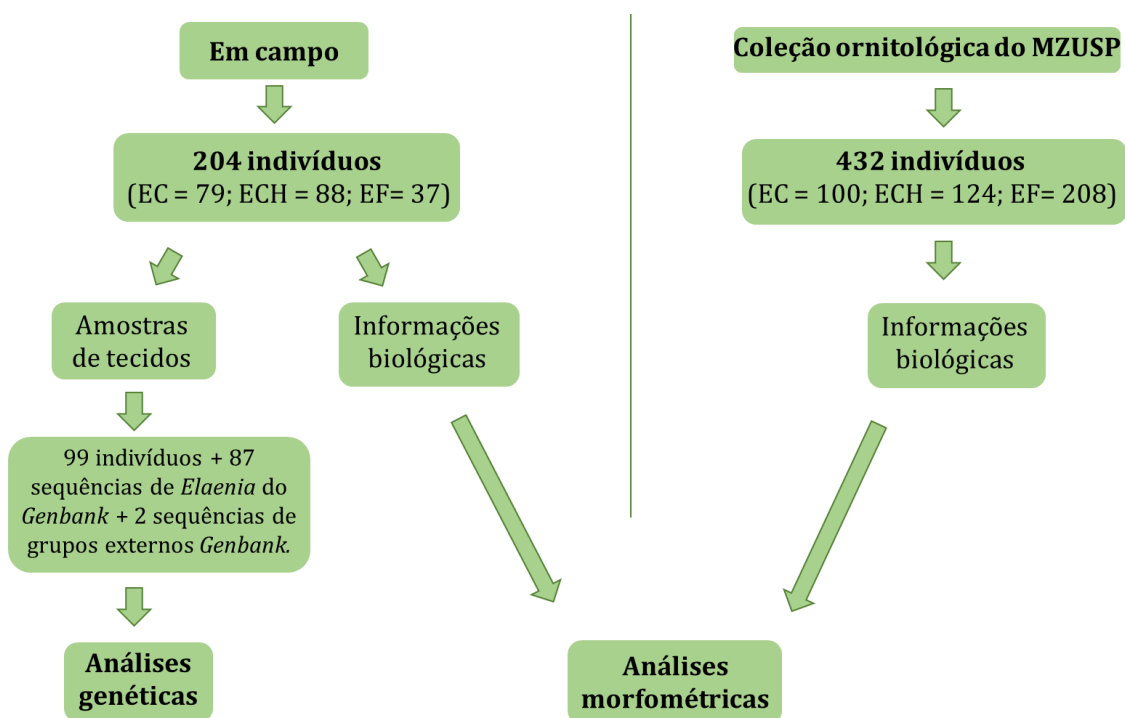 Em campo
204 indivíduos
(EC = 79; ECH = 88; EF= 37)
Amostras
de tecidos
Informações
biológicas
99 indivíduos + 87
sequências de Elaenia do
Genbank + 2 sequências de
grupos externos Genbank.
Análises
genéticas
Coleção ornitológica do MZUSP
432 indivíduos
(EC = 100; ECH = 124; EF= 208)
Informações
biológicas
Análises
morfométricas